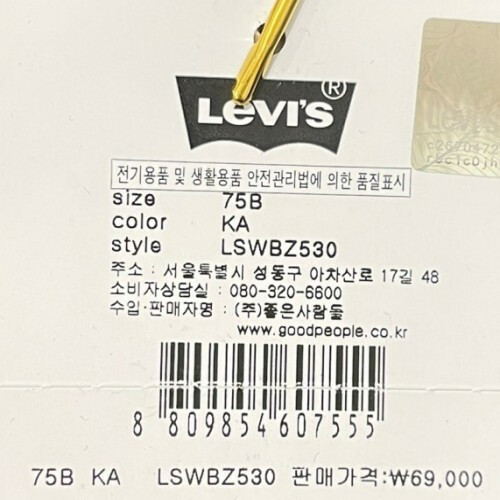 LEVI'S®
전기용품 및 생활용품 안전관리법에 의한 품질표시
size 75B
color KA
style LSWBZ530
주소 : 서울특별시 성동구 아차산로 17길 48
소비자상담실 : 080-320-6600
수입·판매자명 : (주)좋은사람들
www.goodpeople.co.kr
8 809854 607555
75B KA LSWBZ530 판매가격:₩69,000